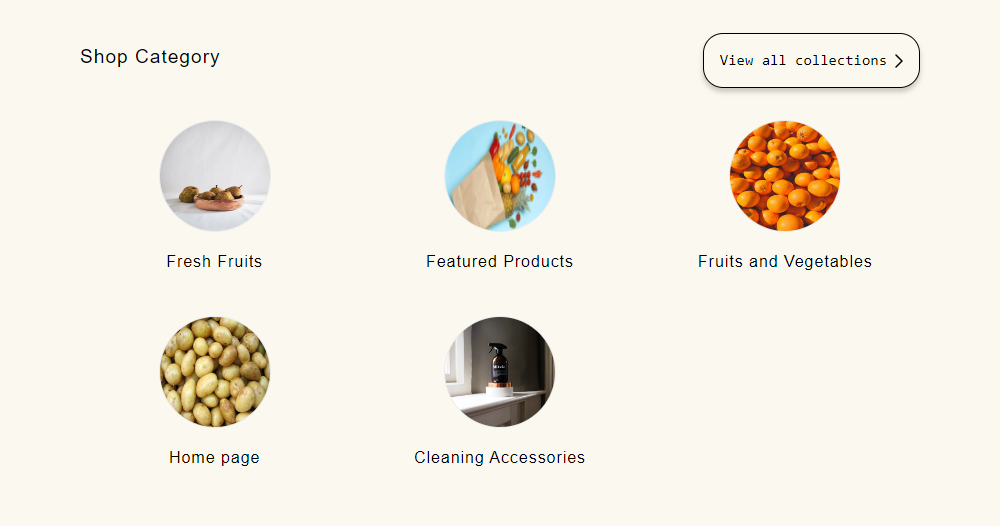 Shop Category
View all collections
Fresh Fruits
Featured Products
Fruits and Vegetables
Home page
Cleaning Accessories